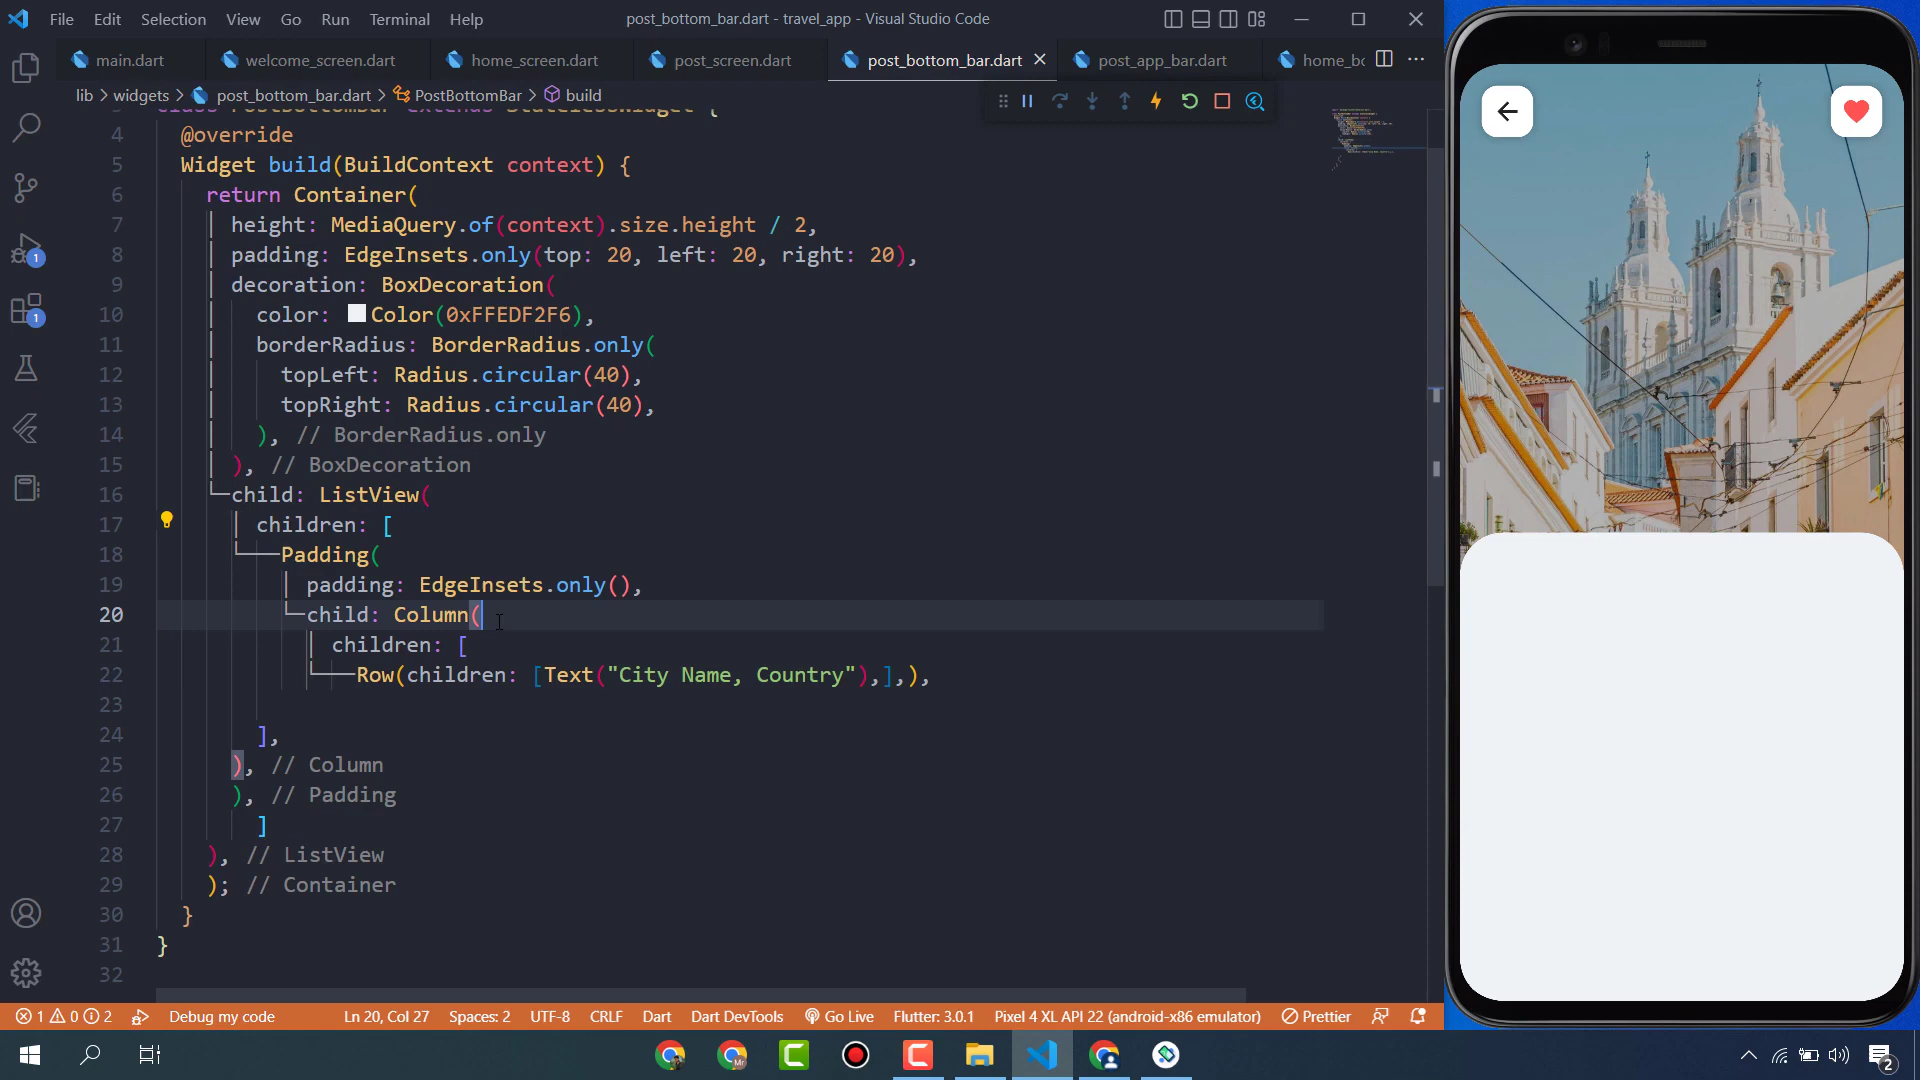 File Edit Selection View Go Run Terminal Help
post_bottom_bar.dart - travel_app - Visual Studio Code
main.dart welcome_screen.dart home_screen.dart post_screen.dart post_bottom_bar.dart post_app_bar.dart home_bo
lib > widgets > post_bottom_bar.dart > PostBottomBar > build
4 @override
5 Widget build(BuildContext context) {
6 return Container(
7 height: MediaQuery.of(context).size.height / 2,
8 padding: EdgeInsets.only(top: 20, left: 20, right: 20),
9 decoration: BoxDecoration(
10 color: Color(0xFFEDF2F6),
11 borderRadius: BorderRadius.only(
12 topLeft: Radius.circular(40),
13 topRight: Radius.circular(40),
14 ), // BorderRadius.only
15 ), // BoxDecoration
16 child: ListView(
17 children: [
18 Padding(
19 padding: EdgeInsets.only(),
20 child: Column(
21 children: [
22 Row(children: [Text("City Name, Country"),],),
23
24 ],
25 ), // Column
26 ), // Padding
27 ]
28 ), // ListView
29 ); // Container
30 }
31 }
32
1
1
1 0 2 Debug my code Ln 20, Col 27 Spaces: 2 UTF-8 CRLF Dart Dart DevTools Go Live Flutter: 3.0.1 Pixel 4 XL API 22 (android-x86 emulator) Prettier
2